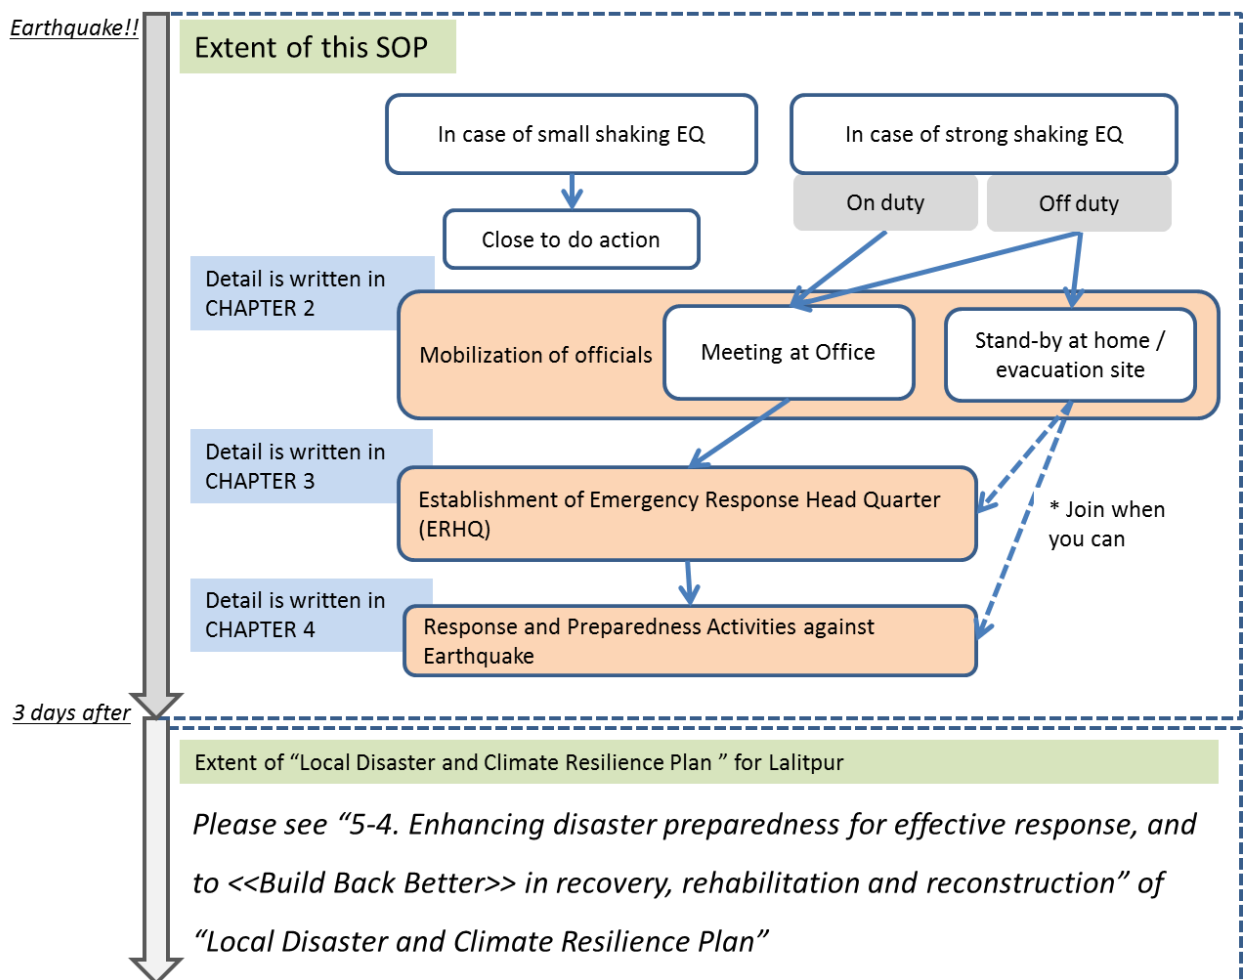 Earthquake!!
Extent of this SOP
In case of small shaking EQ
In case of strong shaking EQ
On duty
Off duty
Close to do action
Detail is written in
CHAPTER 2
Mobilization of officials
Meeting at Office
Stand-by at home /
evacuation site
Detail is written in
CHAPTER 3
Establishment of Emergency Response Head Quarter
(ERHQ)
* Join when
you can
Detail is written in
CHAPTER 4
Response and Preparedness Activities against
Earthquake
3 days after
Extent of “Local Disaster and Climate Resilience Plan ” for Lalitpur
Please see “5-4. Enhancing disaster preparedness for effective response, and
to <<Build Back Better>> in recovery, rehabilitation and reconstruction” of
“Local Disaster and Climate Resilience Plan”